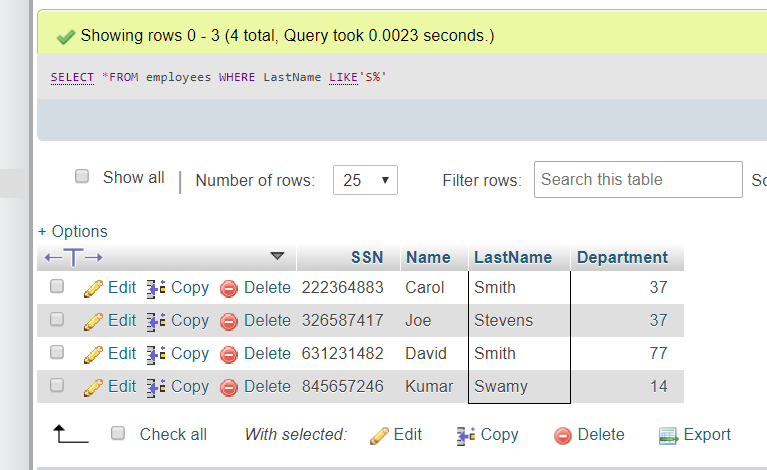 Showing rows 0 - 3 (4 total, Query took 0.0023 seconds.)
SELECT *FROM employees WHERE LastName LIKE'S%'
Show all | Number of rows: 25 Filter rows: Search this table
+ Options
SSN Name LastName Department
Edit Copy Delete 222364883 Carol Smith 37
Edit Copy Delete 326587417 Joe Stevens 37
Edit Copy Delete 631231482 David Smith 77
Edit Copy Delete 845657246 Kumar Swamy 14
Check all With selected: Edit Copy Delete Export